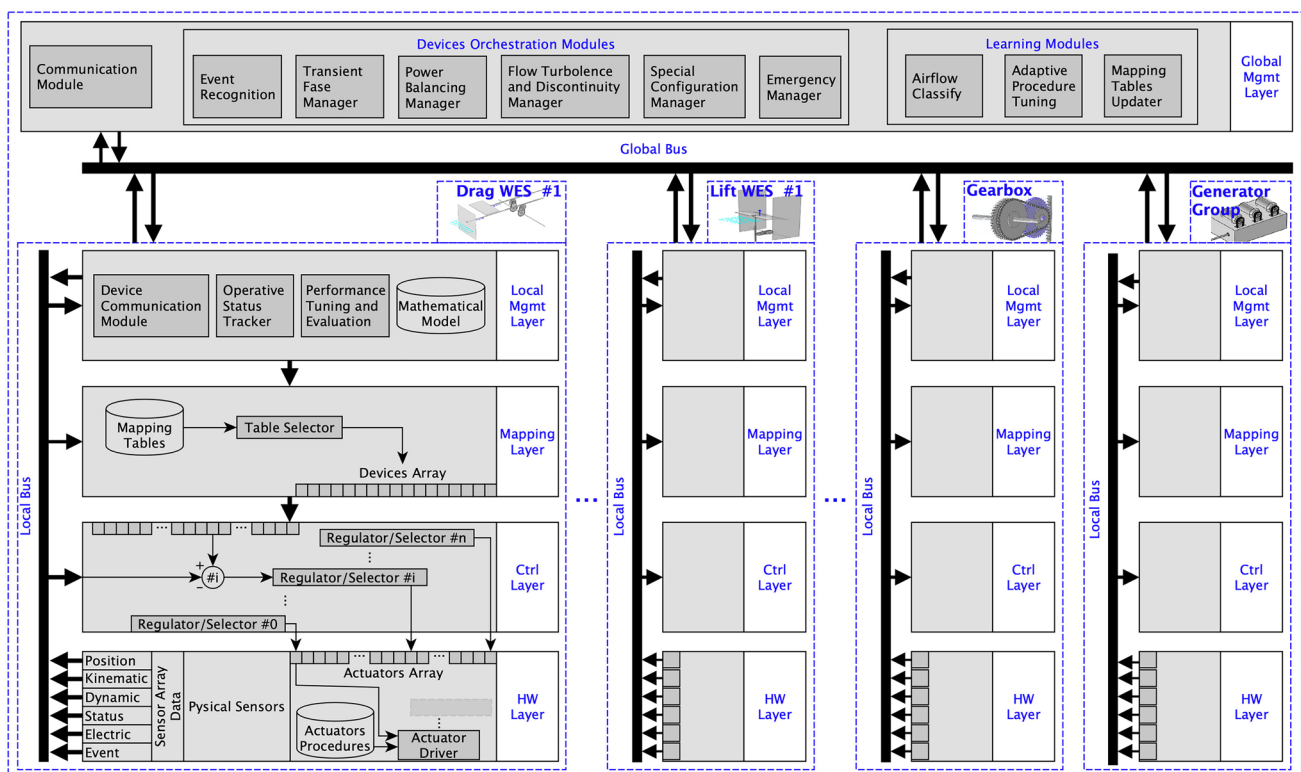 Devices Orchestration Modules
Learning Modules
Communication
Module
Event
Recognition
Transient
Fase
Manager
Power
Balancing
Manager
Flow Turbolence
and Discontinuity
Manager
Special
Configuration
Manager
Emergency
Manager
Airflow
Classify
Adaptive
Procedure
Tuning
Mapping
Tables
Updater
Global
Mgmt
Layer
Global Bus
Drag WES #1
Lift WES #1
Gearbox
Generator
Group
Local Bus
Device
Communication
Module
Operative
Status
Tracker
Performance
Tuning and
Evaluation
Mathematical
Model
Local
Mgmt
Layer
Mapping
Tables
Table Selector
Devices Array
Mapping
Layer
...
...
...
Regulator/Selector #n
...
+
#i
−
Regulator/Selector #i
...
Regulator/Selector #0
Ctrl
Layer
Position
Kinematic
Dynamic
Status
Electric
Event
Sensor Array
Data
Pysical Sensors
...
...
Actuators Array
Actuators
Procedures
...
Actuator
Driver
HW
Layer
Local Bus
Local
Mgmt
Layer
Mapping
Layer
Ctrl
Layer
HW
Layer
...
Local Bus
Local
Mgmt
Layer
Mapping
Layer
Ctrl
Layer
HW
Layer
Local Bus
Local
Mgmt
Layer
Mapping
Layer
Ctrl
Layer
HW
Layer